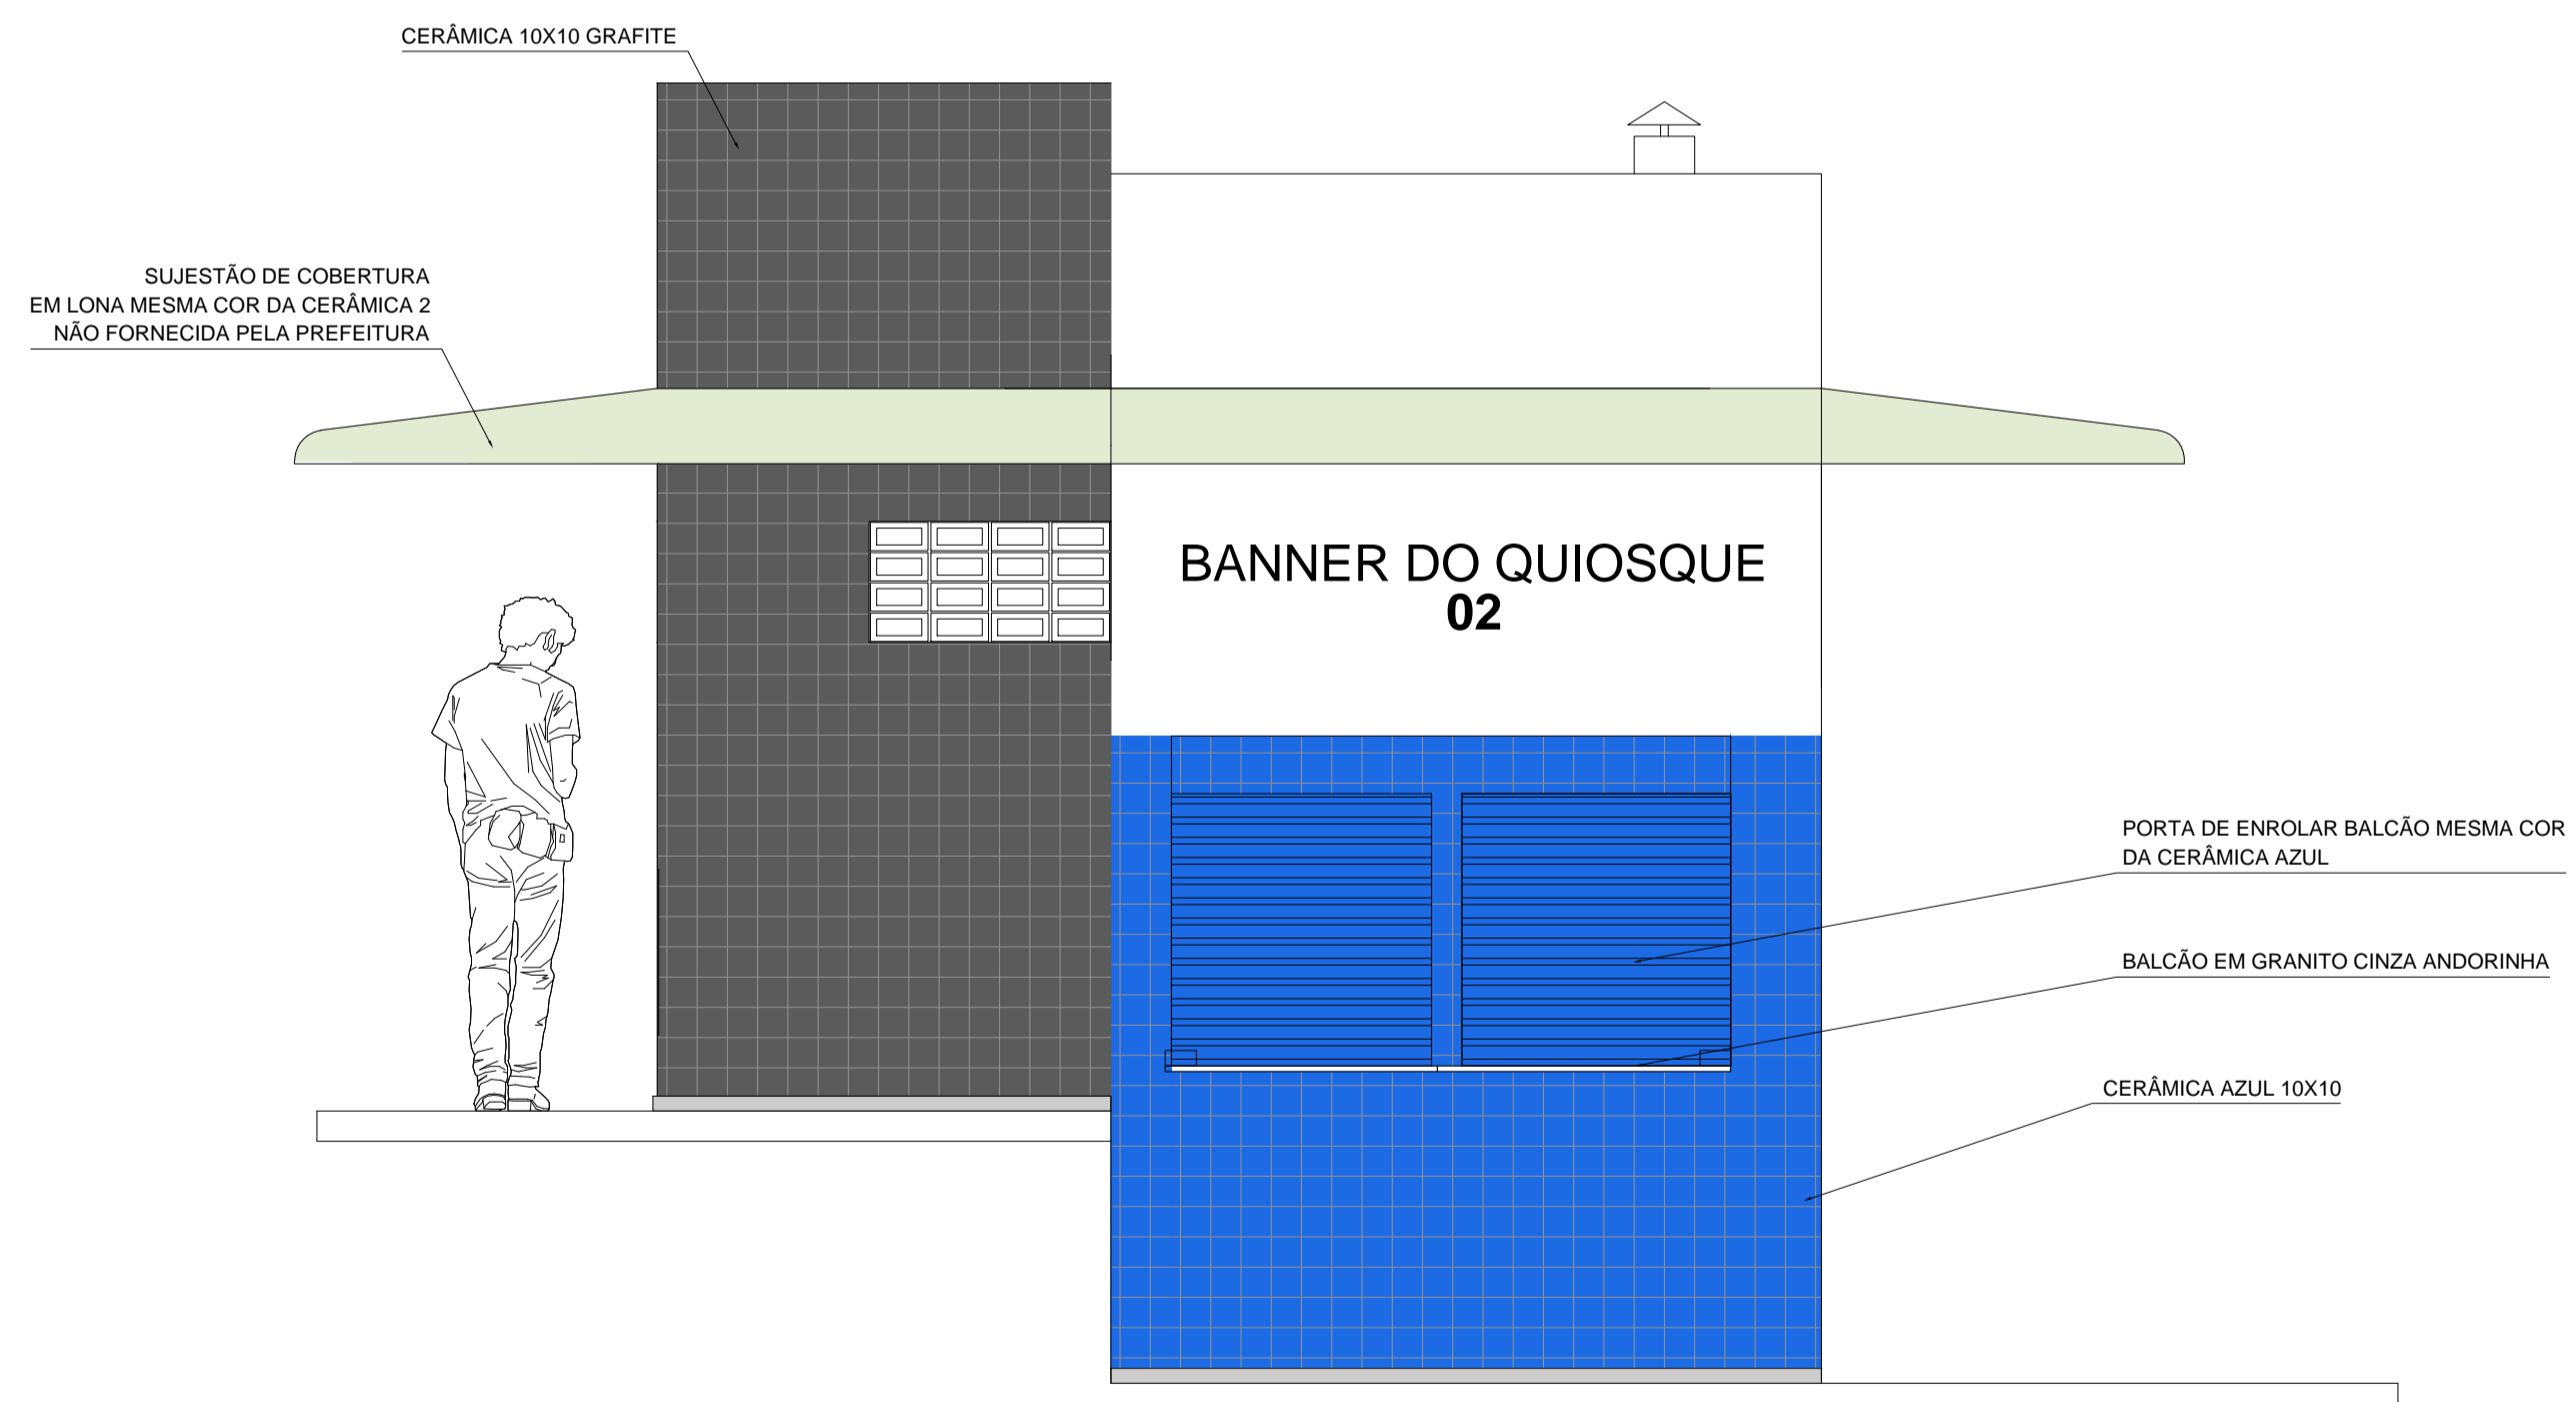 CERÂMICA 10X10 GRAFITE
SUJESTÃO DE COBERTURA
EM LONA MESMA COR DA CERÂMICA 2
NÃO FORNECIDA PELA PREFEITURA
BANNER DO QUIOSQUE
02
PORTA DE ENROLAR BALCÃO MESMA COR
DA CERÂMICA AZUL
BALCÃO EM GRANITO CINZA ANDORINHA
CERÂMICA AZUL 10X10